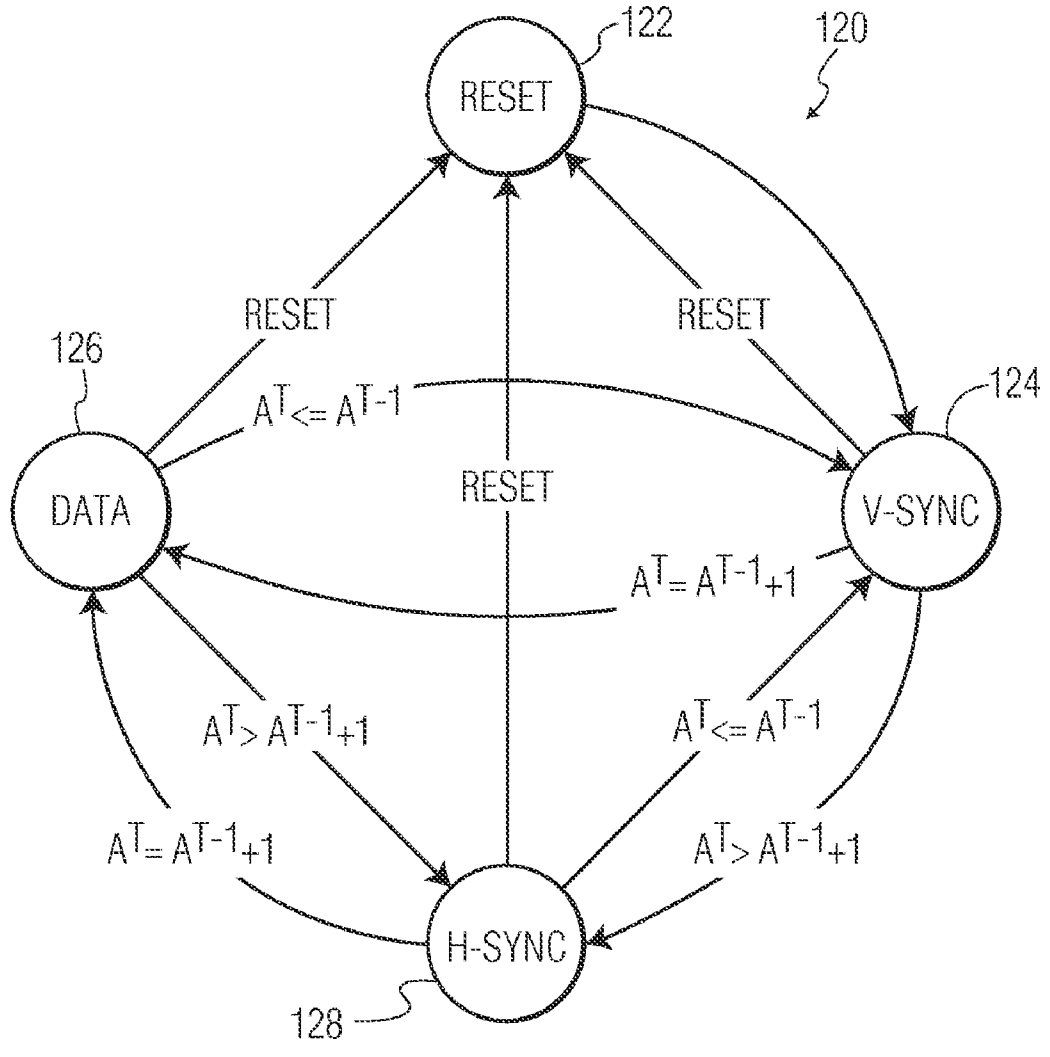 122
120
RESET
RESET
RESET
126
124
A^T<= A^T-1
RESET
DATA
V-SYNC
A^T= A^T-1+1
A^T> A^T-1+1
A^T<= A^T-1
A^T= A^T-1+1
A^T> A^T-1+1
H-SYNC
128